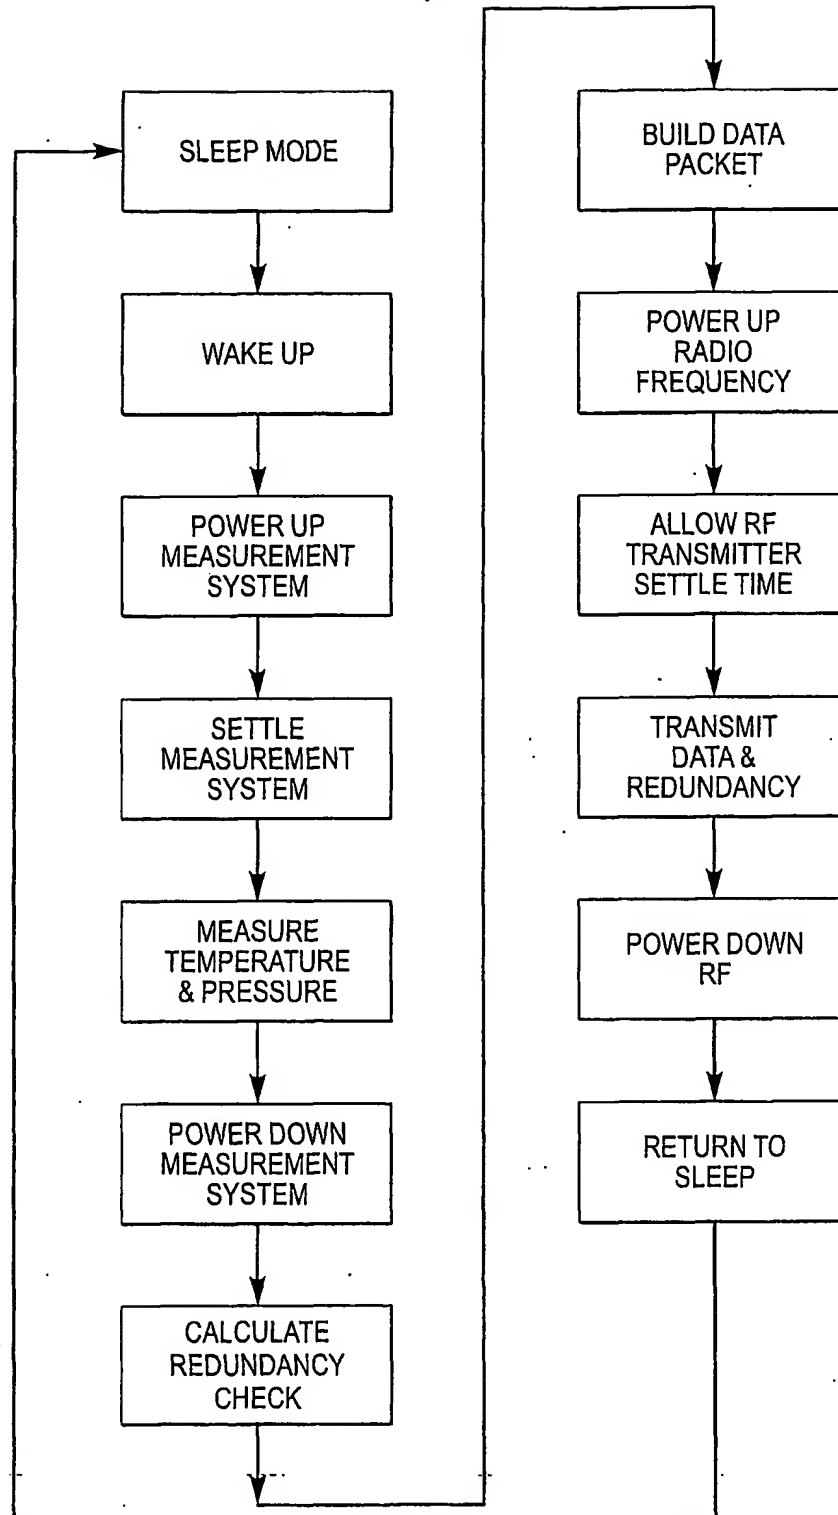 SLEEP MODE
WAKE UP
POWER UP
MEASUREMENT
SYSTEM
SETTLE
MEASUREMENT
SYSTEM
MEASURE
TEMPERATURE
& PRESSURE
POWER DOWN
MEASUREMENT
SYSTEM
CALCULATE
REDUNDANCY
CHECK
BUILD DATA
PACKET
POWER UP
RADIO
FREQUENCY
ALLOW RF
TRANSMITTER
SETTLE TIME
TRANSMIT
DATA &
REDUNDANCY
POWER DOWN
RF
RETURN TO
SLEEP